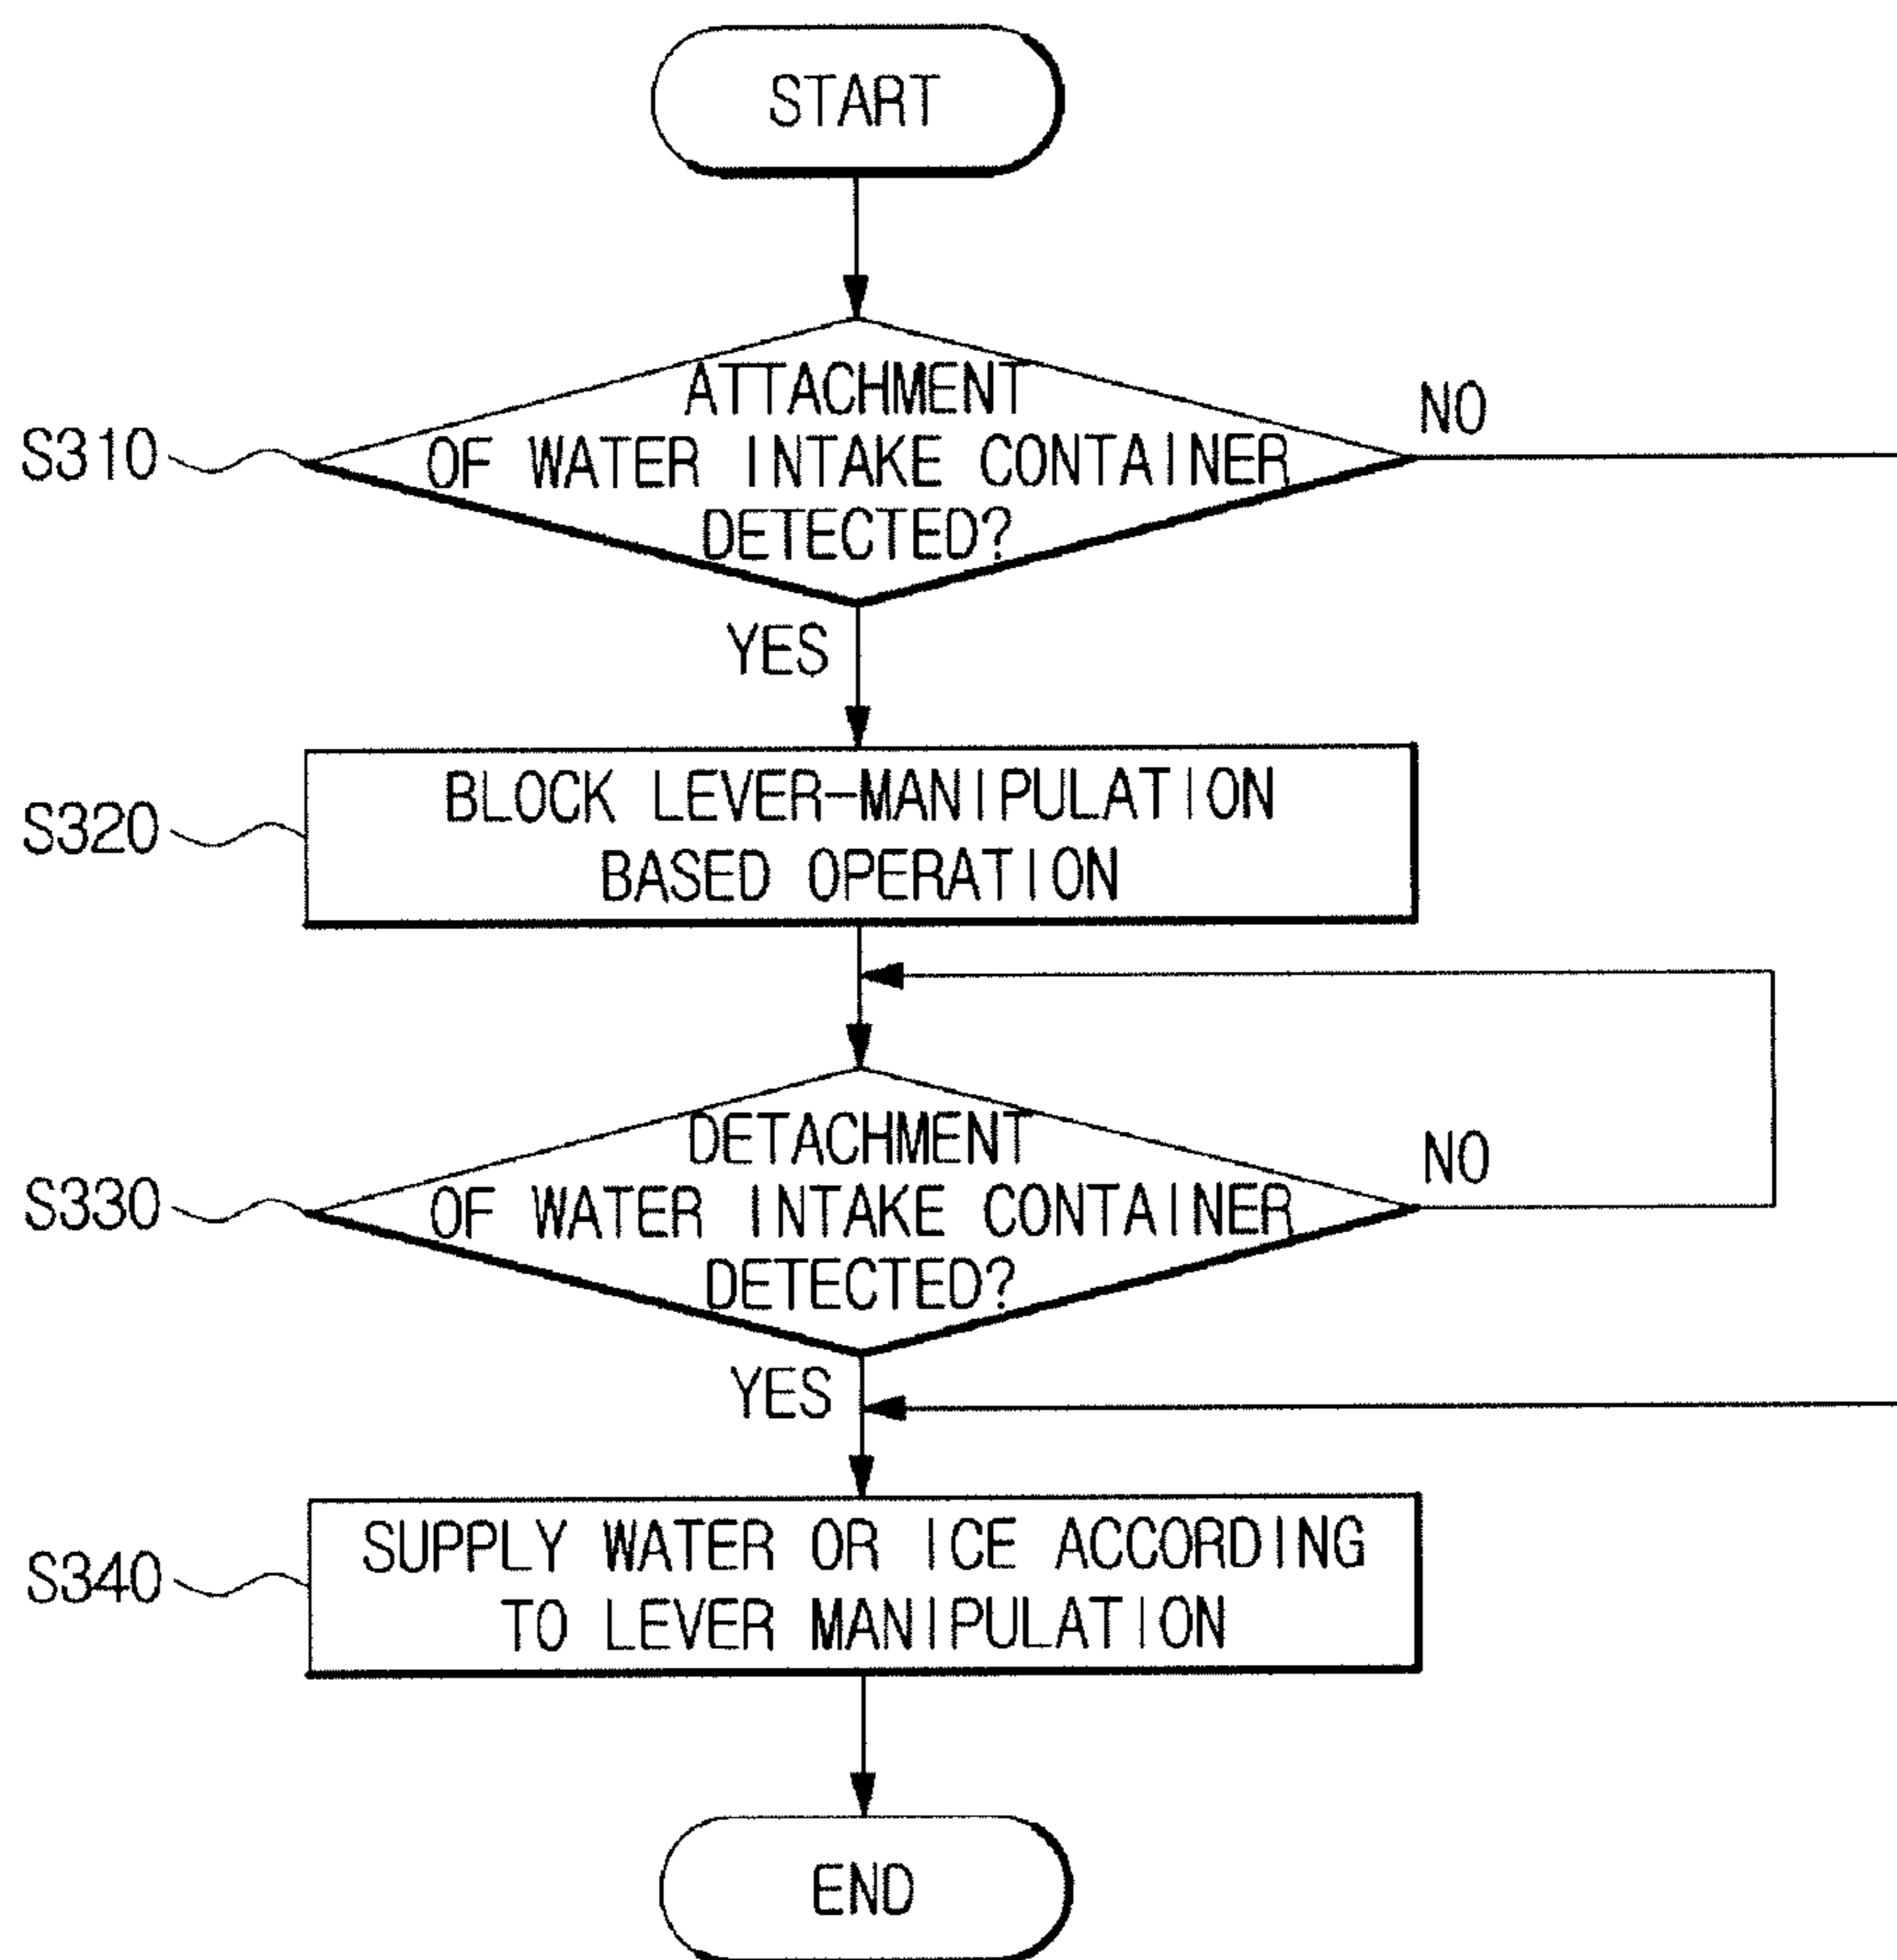 START
ATTACHMENT
OF WATER INTAKE CONTAINER
DETECTED?
NO
S310
YES
BLOCK LEVER-MANIPULATION
BASED OPERATION
S320
DETACHMENT
OF WATER INTAKE CONTAINER
DETECTED?
NO
S330
YES
SUPPLY WATER OR ICE ACCORDING
TO LEVER MANIPULATION
S340
END